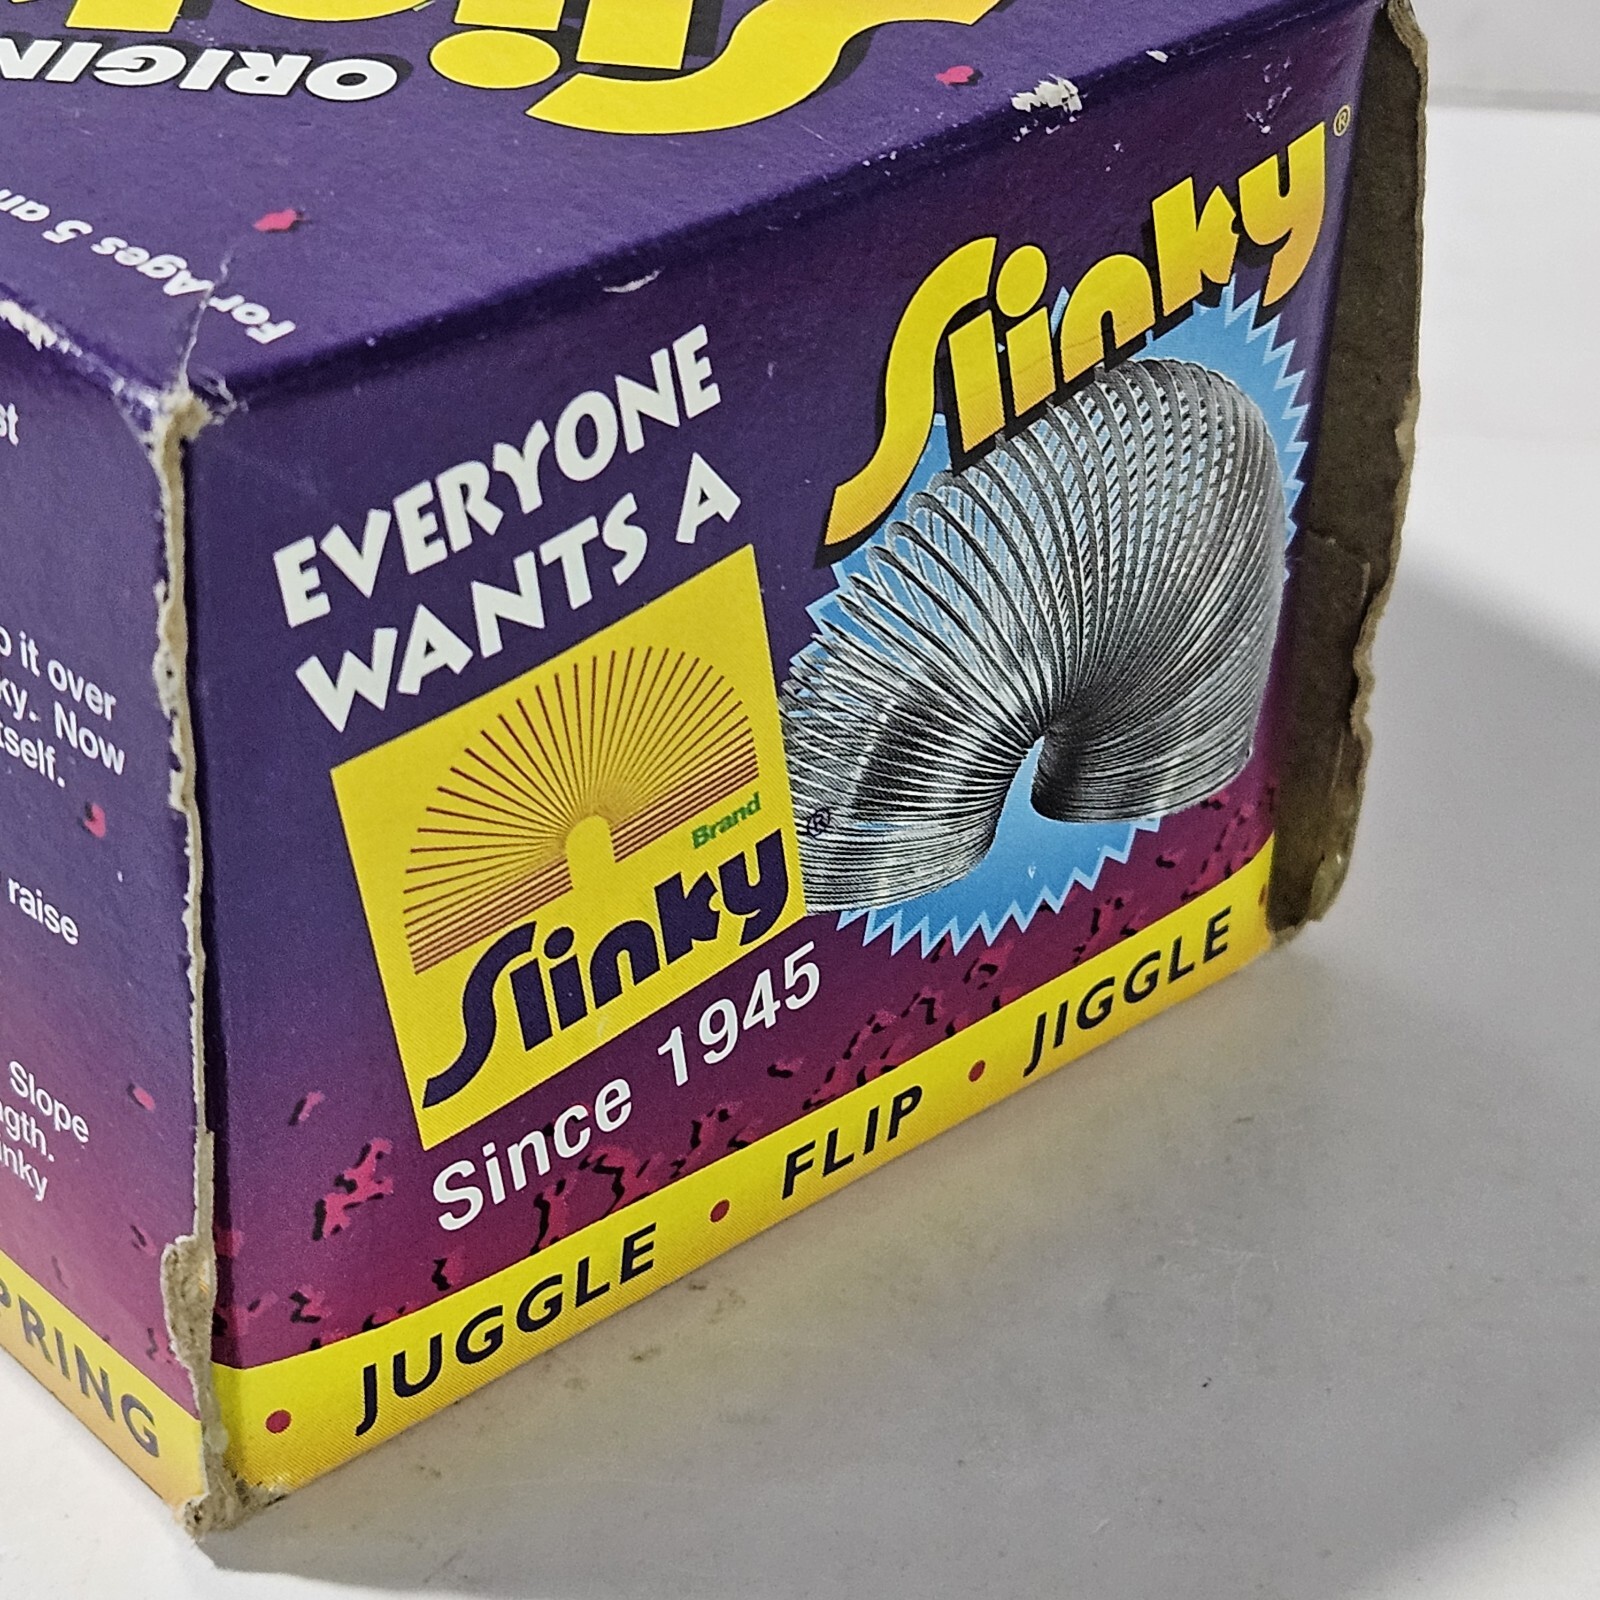 ORIGIN
For Ages 5 an
Slinky®
EVERYONE
WANTS A
Brand
Slinky®
Since 1945
• JUGGLE • FLIP • JIGGLE •
st
it over
ky. Now
tself.
raise
Slope
gth.
inky
PRING